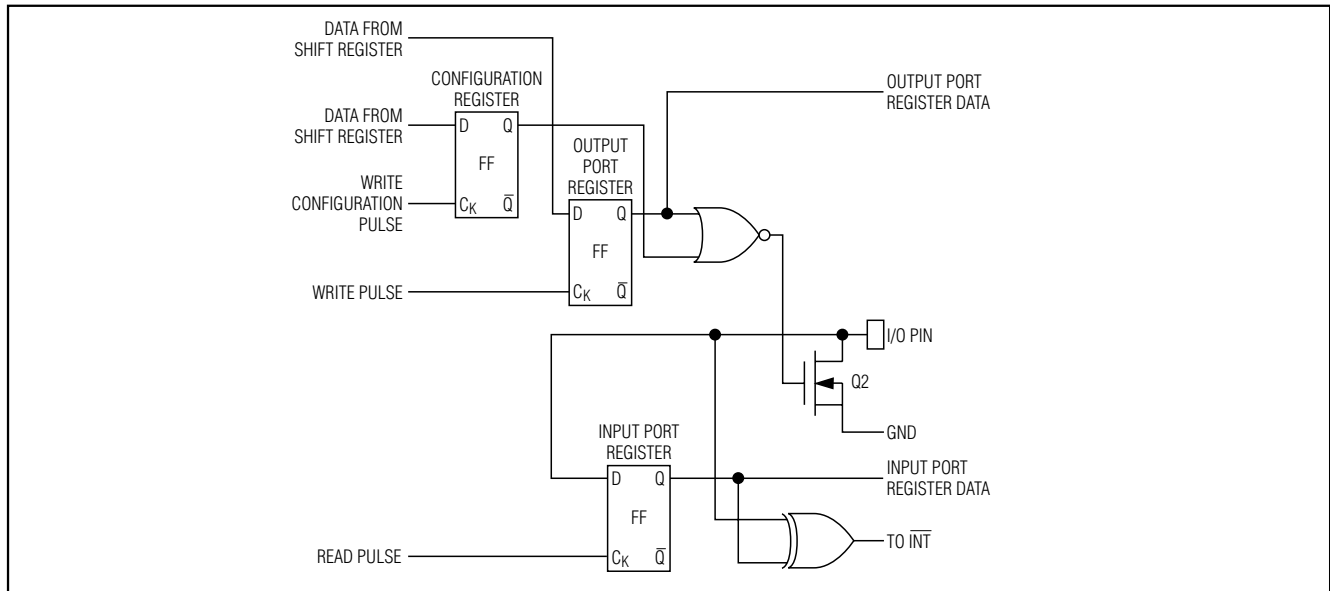 DATA FROM
SHIFT REGISTER
CONFIGURATION
REGISTER
OUTPUT PORT
REGISTER DATA
DATA FROM
SHIFT REGISTER
D Q
FF
CK Q̅
WRITE
CONFIGURATION
PULSE
OUTPUT
PORT
REGISTER
D Q
FF
CK Q̅
WRITE PULSE
I/O PIN
Q2
GND
INPUT PORT
REGISTER
D Q
FF
CK Q̅
INPUT PORT
REGISTER DATA
TO I̅N̅T̅
READ PULSE